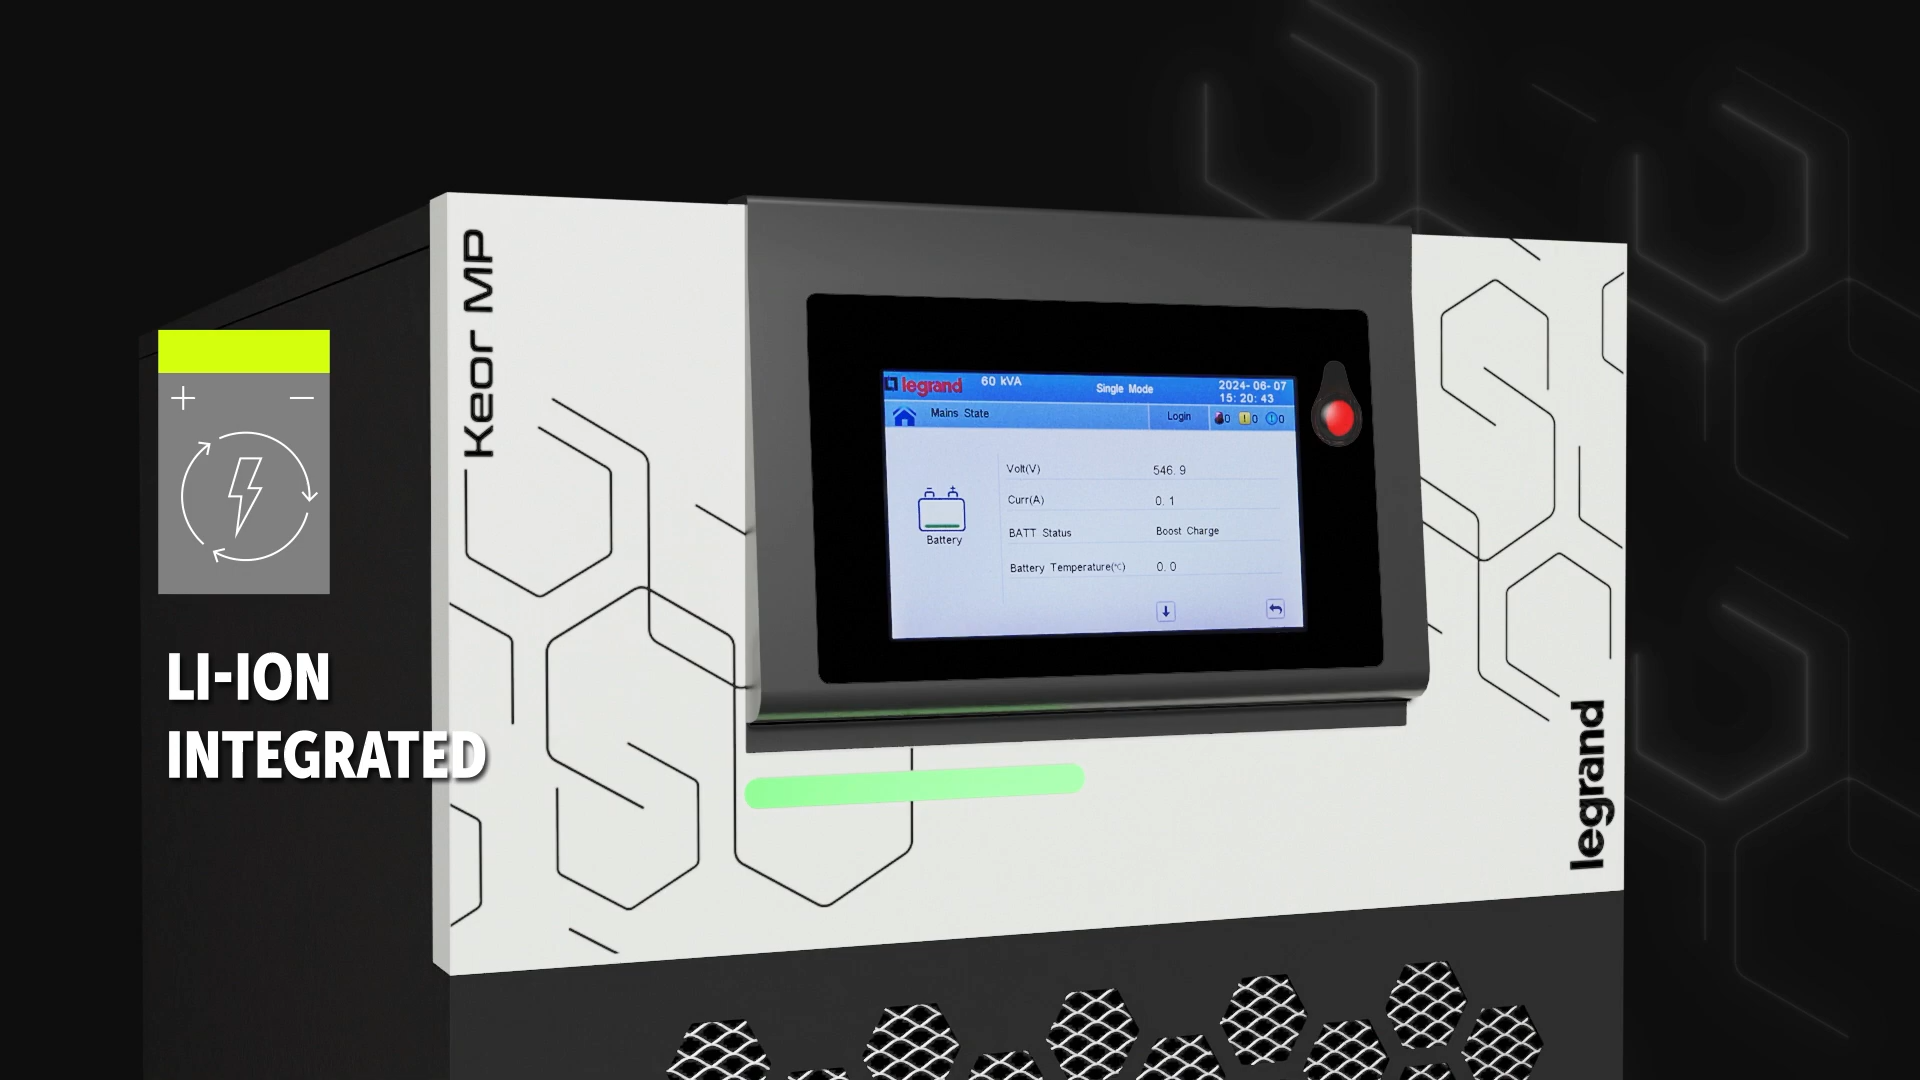 Keor MP
legrand
60 kVA
Single Mode
2024-06-07
15:20:43
Mains State
Login
0
! 0
0
Volt(V)
546.9
Curr(A)
0.1
BATT Status
Boost Charge
Battery Temperature(℃)
0.0
Battery
+ −
LI-ION
INTEGRATED
legrand